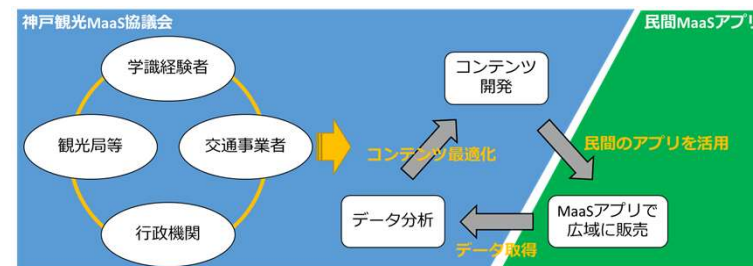 神戸観光MaaS協議会
民間MaaSアプリ
学識経験者
観光局等
交通事業者
行政機関
コンテンツ
開発
コンテンツ最適化
民間のアプリを活用
データ分析
MaaSアプリで
広域に販売
データ取得